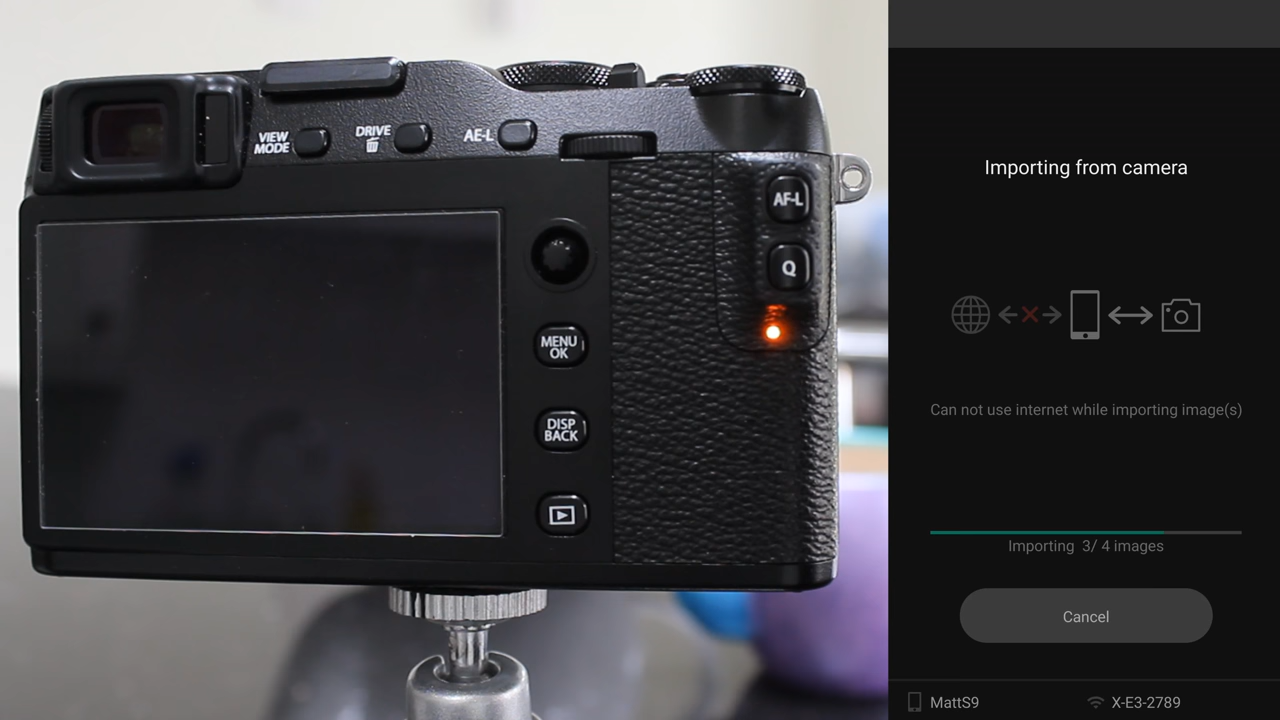 VIEW
MODE
DRIVE
AE-L
AF-L
Q
MENU
OK
DISP
BACK
Importing from camera
Can not use internet while importing image(s)
Importing 3/ 4 images
Cancel
MattS9
X-E3-2789